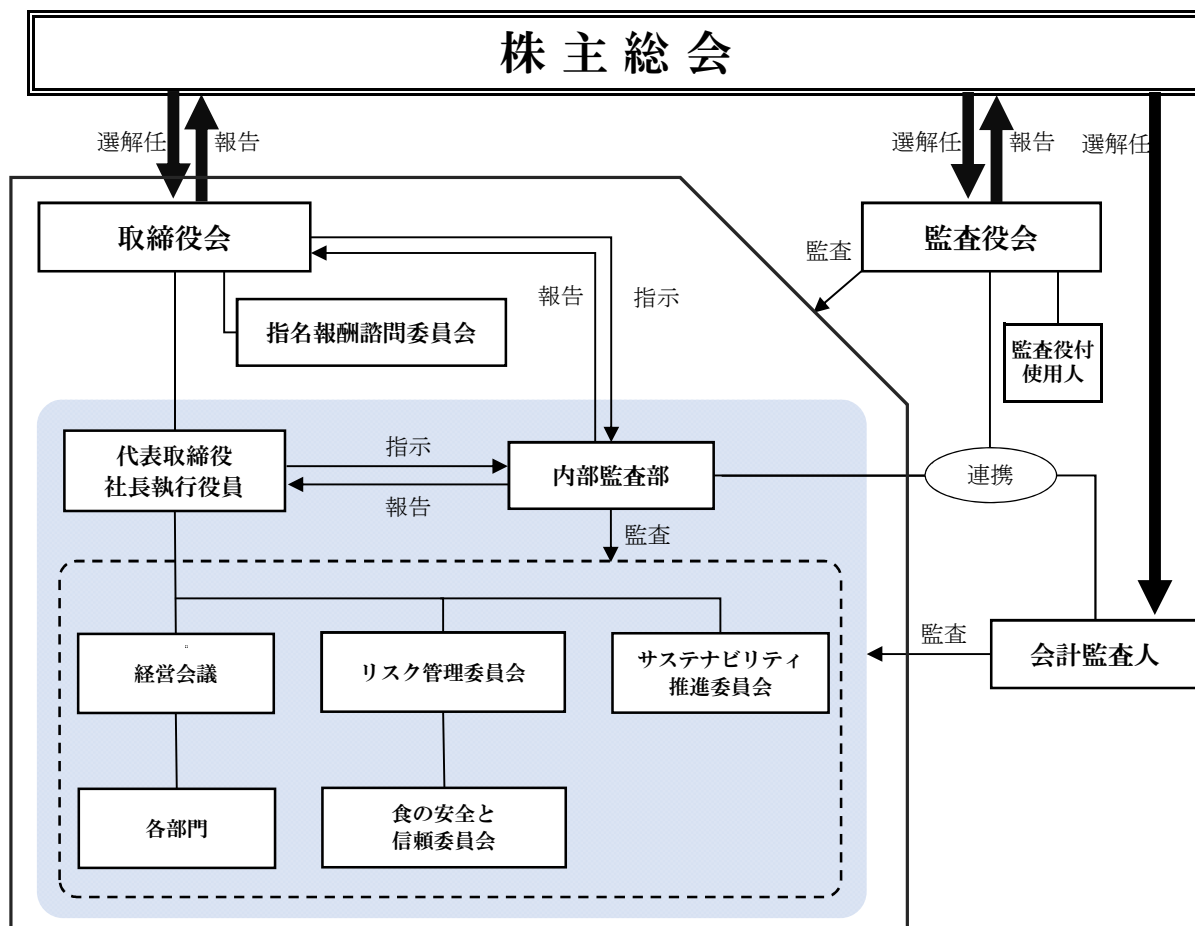 株主総会
選解任
報告
選解任
報告
選解任
取締役会
監査役会
監査
報告
指示
指名報酬諮問委員会
監査役付
使用人
代表取締役
社長執行役員
指示
報告
内部監査部
連携
監査
監査
会計監査人
経営会議
リスク管理委員会
サステナビリティ
推進委員会
各部門
食の安全と
信頼委員会